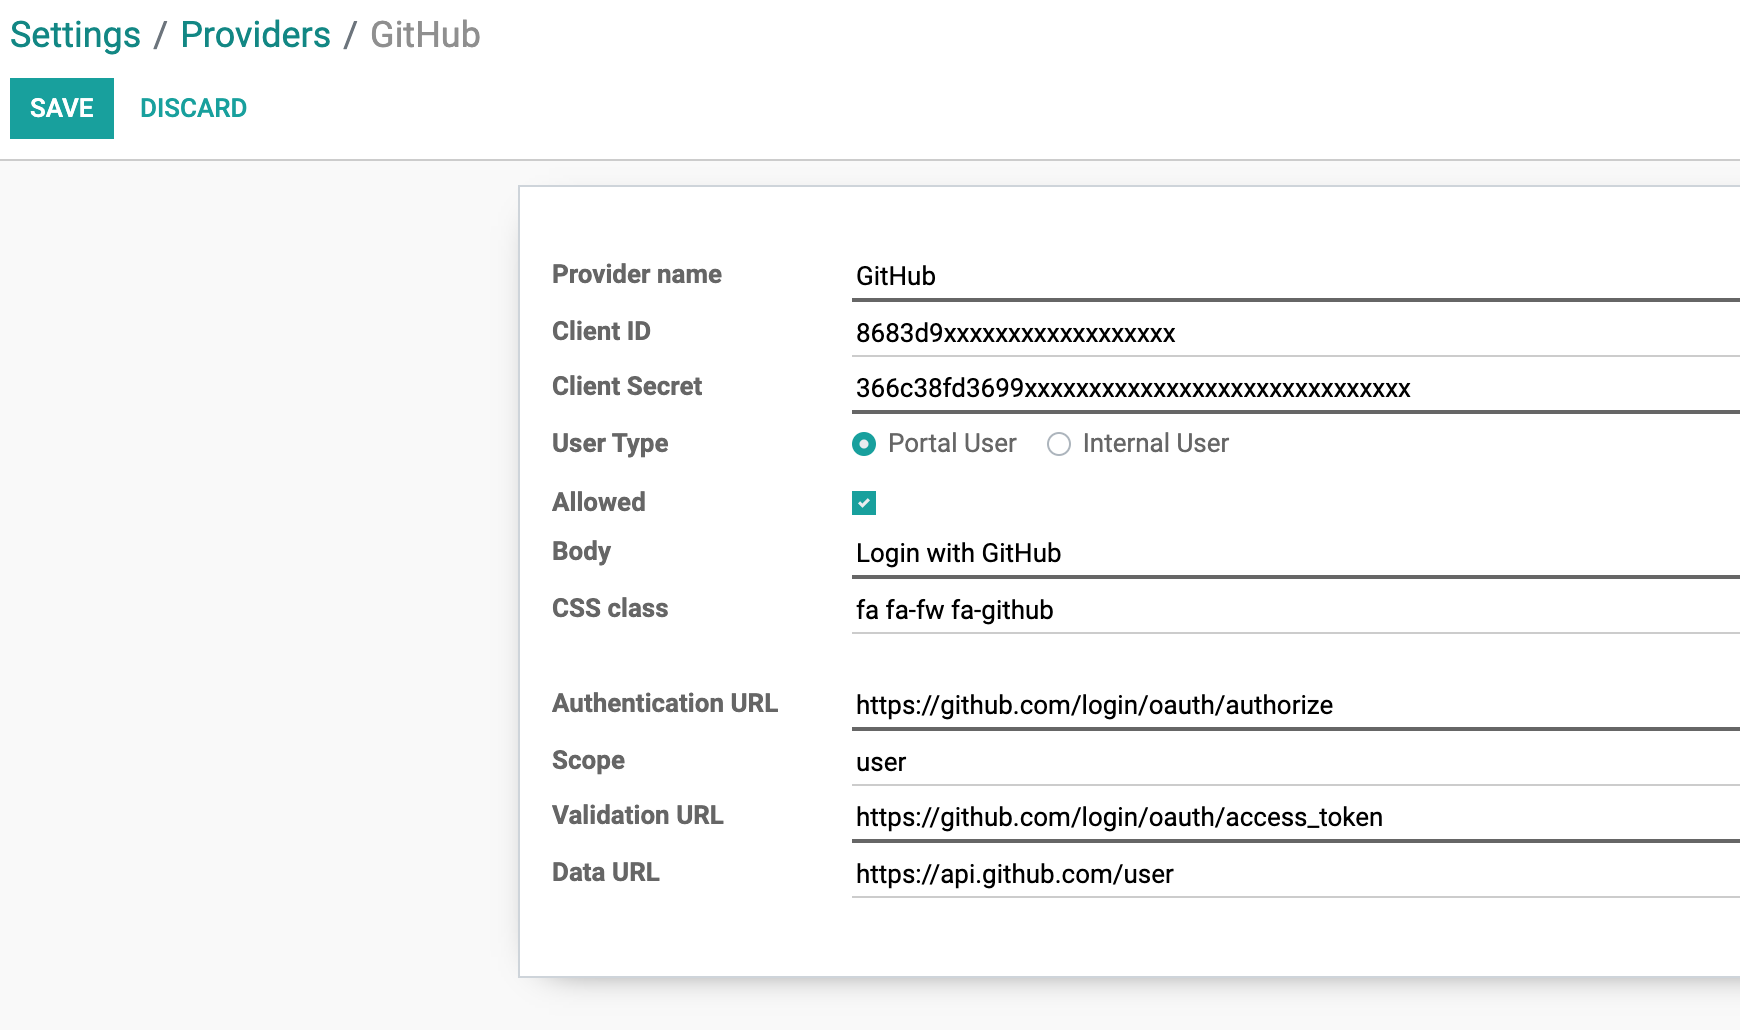 Settings / Providers / GitHub
SAVE DISCARD
Provider name GitHub
Client ID 8683d9xxxxxxxxxxxxxxxxxx
Client Secret 366c38fd3699xxxxxxxxxxxxxxxxxxxxxxxxxxxxxx
User Type Portal User Internal User
Allowed
Body Login with GitHub
CSS class fa fa-fw fa-github
Authentication URL https://github.com/login/oauth/authorize
Scope user
Validation URL https://github.com/login/oauth/access_token
Data URL https://api.github.com/user